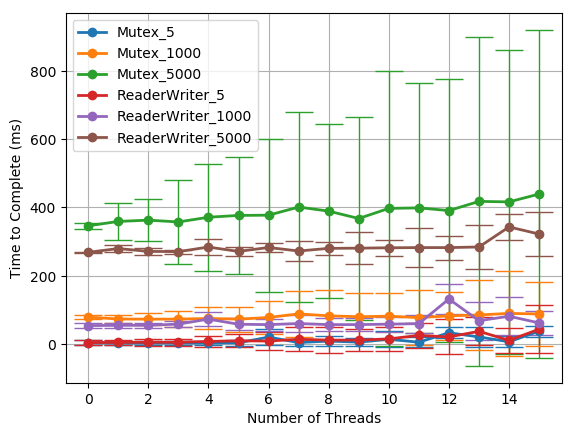 Mutex_5
Mutex_1000
Mutex_5000
ReaderWriter_5
ReaderWriter_1000
ReaderWriter_5000
Time to Complete (ms)
800
600
400
200
0
0 2 4 6 8 10 12 14
Number of Threads